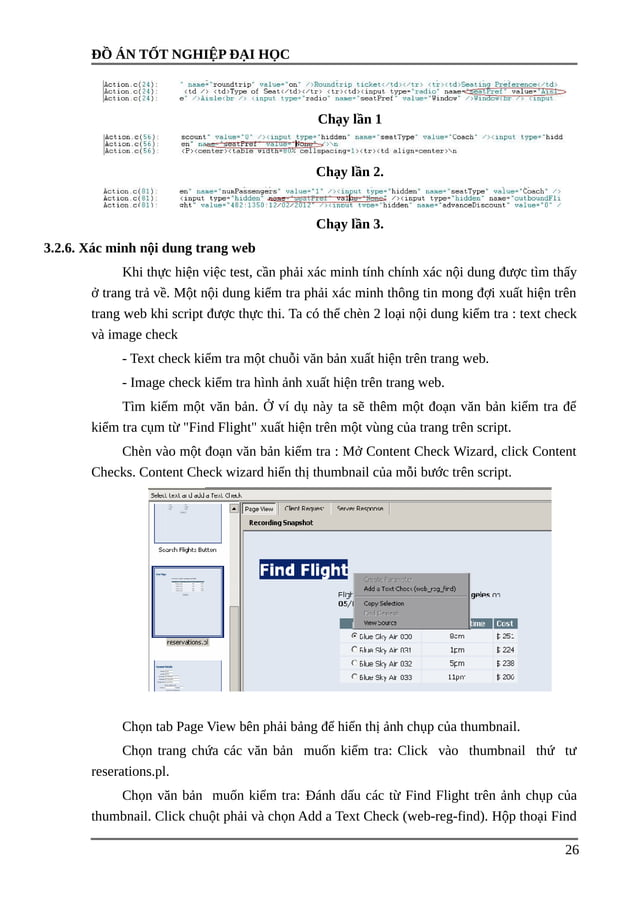 ĐỒ ÁN TỐT NGHIỆP ĐẠI HỌC
Action.c(24): " name="roundtrip" value="on" />Roundtrip ticket</td></tr> <tr><td>Seating Preference</td>
Action.c(24): <td /> <td>Type of Seat</td></tr> <tr><td><input type="radio" name="seatPref" value="Aisl
Action.c(24): e" />Aisle<br /> <input type="radio" name="seatPref" value="Window" />Window<br /> <input
Chạy lần 1
Action.c(56): scount" value="0" /><input type="hidden" name="seatType" value="Coach" /><input type="hidd
Action.c(56): en" name="seatPref" value="None" />\n
Action.c(56): <P><center><table width=80% cellspacing=1><tr><td align=center>\n
Chạy lần 2.
Action.c(81): en" name="numPassengers" value="1" /><input type="hidden" name="seatType" value="Coach" />
Action.c(81): <input type="hidden" name="seatPref" value="None" /><input type="hidden" name="outboundFli
Action.c(81): ght" value="482;1350;12/02/2012" /><input type="hidden" name="advanceDiscount" value="0" /
Chạy lần 3.
3.2.6. Xác minh nội dung trang web
Khi thực hiện việc test, cần phải xác minh tính chính xác nội dung được tìm thấy
ở trang trả về. Một nội dung kiểm tra phải xác minh thông tin mong đợi xuất hiện trên
trang web khi script được thực thi. Ta có thể chèn 2 loại nội dung kiểm tra : text check
và image check
- Text check kiểm tra một chuỗi văn bản xuất hiện trên trang web.
- Image check kiểm tra hình ảnh xuất hiện trên trang web.
Tìm kiếm một văn bản. Ở ví dụ này ta sẽ thêm một đoạn văn bản kiểm tra để
kiểm tra cụm từ "Find Flight" xuất hiện trên một vùng của trang trên script.
Chèn vào một đoạn văn bản kiểm tra : Mở Content Check Wizard, click Content
Checks. Content Check wizard hiển thị thumbnail của mỗi bước trên script.
Select text and add a Text Check
Page View Client Request Server Response
Recording Snapshot
Search Flights Button
Find Flight
Create Parameter
Add a Text Check (web_reg_find)
Copy Selection
View Source
Fligh
05/
time Cost
Blue Sky Air 030 8am $ 251
Blue Sky Air 031 1pm $ 224
Blue Sky Air 032 5pm $ 238
Blue Sky Air 033 11pm $ 206
reservations.pl
Chọn tab Page View bên phải bảng để hiển thị ảnh chụp của thumbnail.
Chọn trang chứa các văn bản muốn kiểm tra: Click vào thumbnail thứ tư
reserations.pl.
Chọn văn bản muốn kiểm tra: Đánh dấu các từ Find Flight trên ảnh chụp của
thumbnail. Click chuột phải và chọn Add a Text Check (web-reg-find). Hộp thoại Find
26